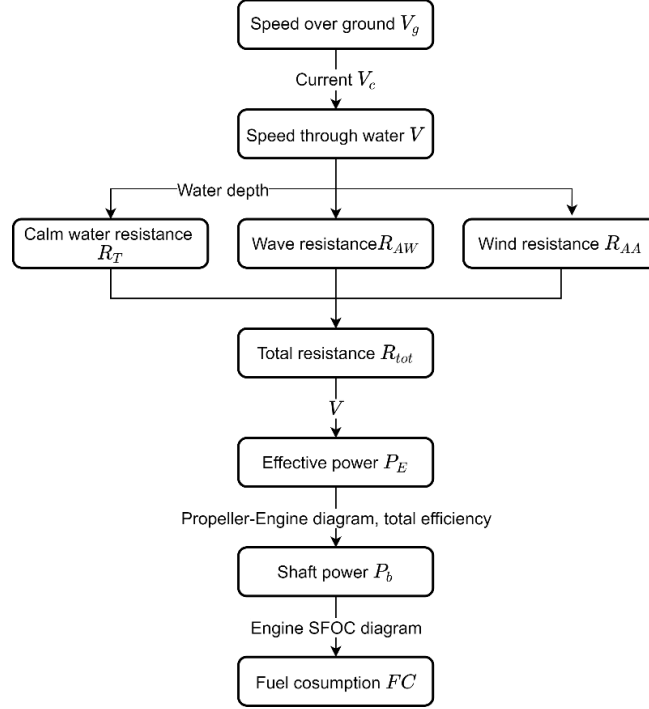 Speed over ground V_g
Current V_c
Speed through water V
Water depth
Calm water resistance
R_T
Wave resistanceR_{AW}
Wind resistance R_{AA}
Total resistance R_{tot}
V
Effective power P_E
Propeller-Engine diagram, total efficiency
Shaft power P_b
Engine SFOC diagram
Fuel cosumption FC